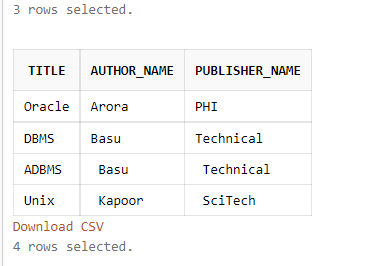 3 rows selected.
TITLE AUTHOR_NAME PUBLISHER_NAME
Oracle Arora PHI
DBMS Basu Technical
ADBMS Basu Technical
Unix Kapoor SciTech
Download CSV
4 rows selected.